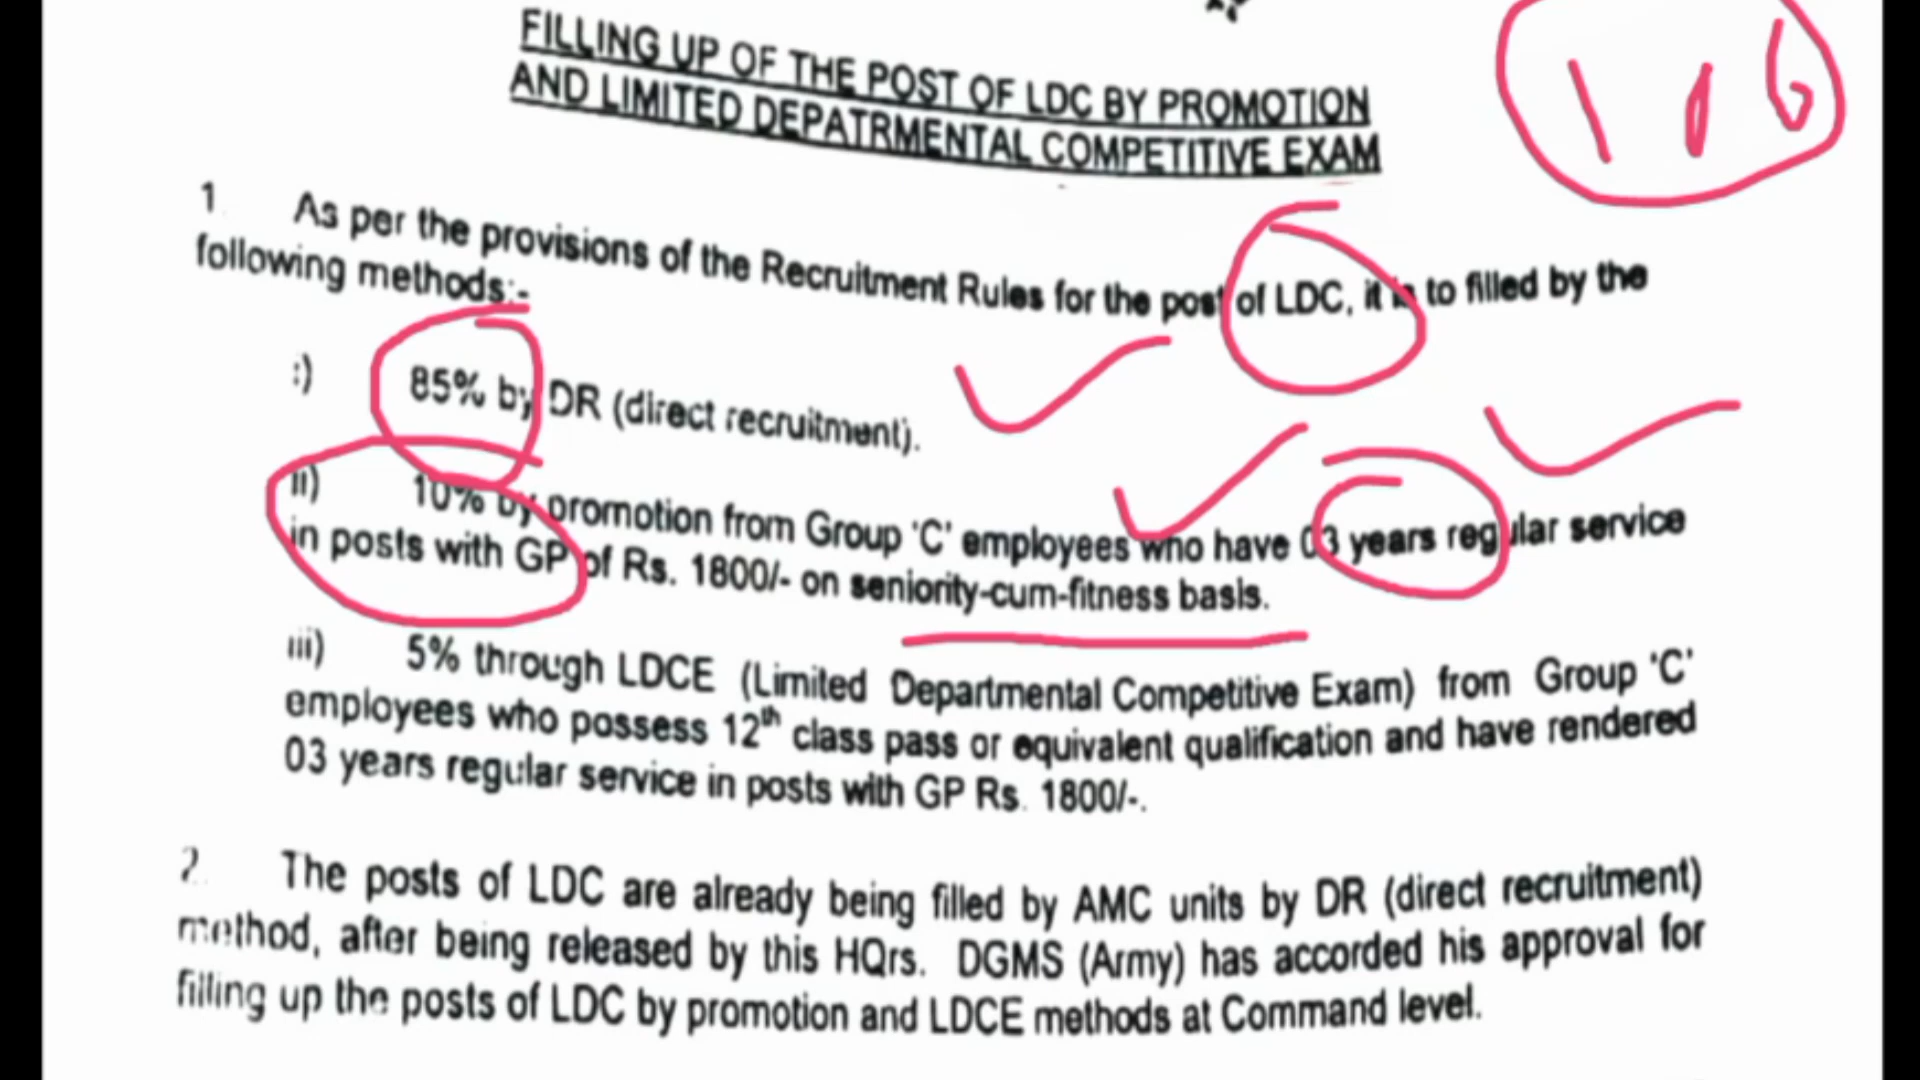 FILLING UP OF THE POST OF LDC BY PROMOTION
AND LIMITED DEPATRMENTAL COMPETITIVE EXAM
106
1. As per the provisions of the Recruitment Rules for the post of LDC, it is to filled by the
following methods:-
i) 85% by DR (direct recruitment).
ii) 10% by promotion from Group 'C' employees who have 03 years regular service
in posts with GP of Rs. 1800/- on seniority-cum-fitness basis.
iii) 5% through LDCE (Limited Departmental Competitive Exam) from Group 'C'
employees who possess 12th class pass or equivalent qualification and have rendered
03 years regular service in posts with GP Rs. 1800/-.
2. The posts of LDC are already being filled by AMC units by DR (direct recruitment)
method, after being released by this HQrs. DGMS (Army) has accorded his approval for
filling up the posts of LDC by promotion and LDCE methods at Command level.